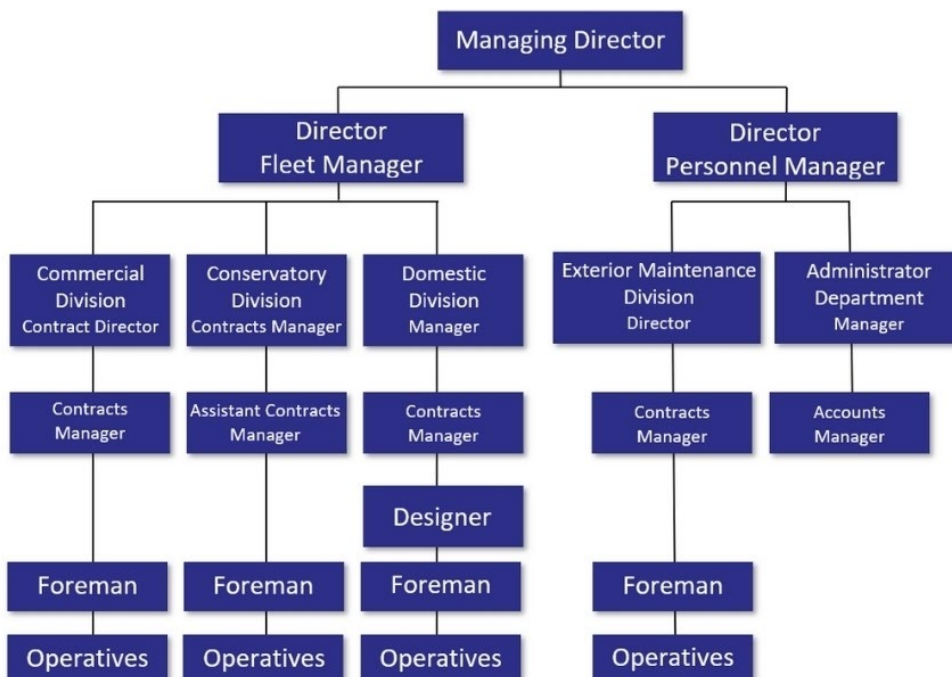 Managing Director
Director
Fleet Manager
Director
Personnel Manager
Commercial
Division
Contract Director
Conservatory
Division
Contracts Manager
Domestic
Division
Manager
Exterior Maintenance
Division
Director
Administrator
Department
Manager
Contracts
Manager
Assistant Contracts
Manager
Contracts
Manager
Contracts
Manager
Accounts
Manager
Designer
Foreman
Foreman
Foreman
Foreman
Operatives
Operatives
Operatives
Operatives